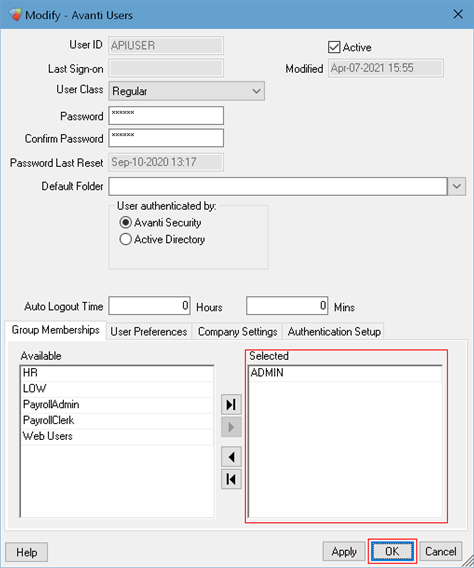 Modify - Avanti Users
User ID APIUSER Active
Last Sign-on Modified Apr-07-2021 15:55
User Class Regular
Password ******
Confirm Password ******
Password Last Reset Sep-10-2020 13:17
Default Folder
User authenticated by:
Avanti Security
Active Directory
Auto Logout Time 0 Hours 0 Mins
Group Memberships User Preferences Company Settings Authentication Setup
Available Selected
HR ADMIN
LOW
PayrollAdmin
PayrollClerk
Web Users
Help Apply OK Cancel